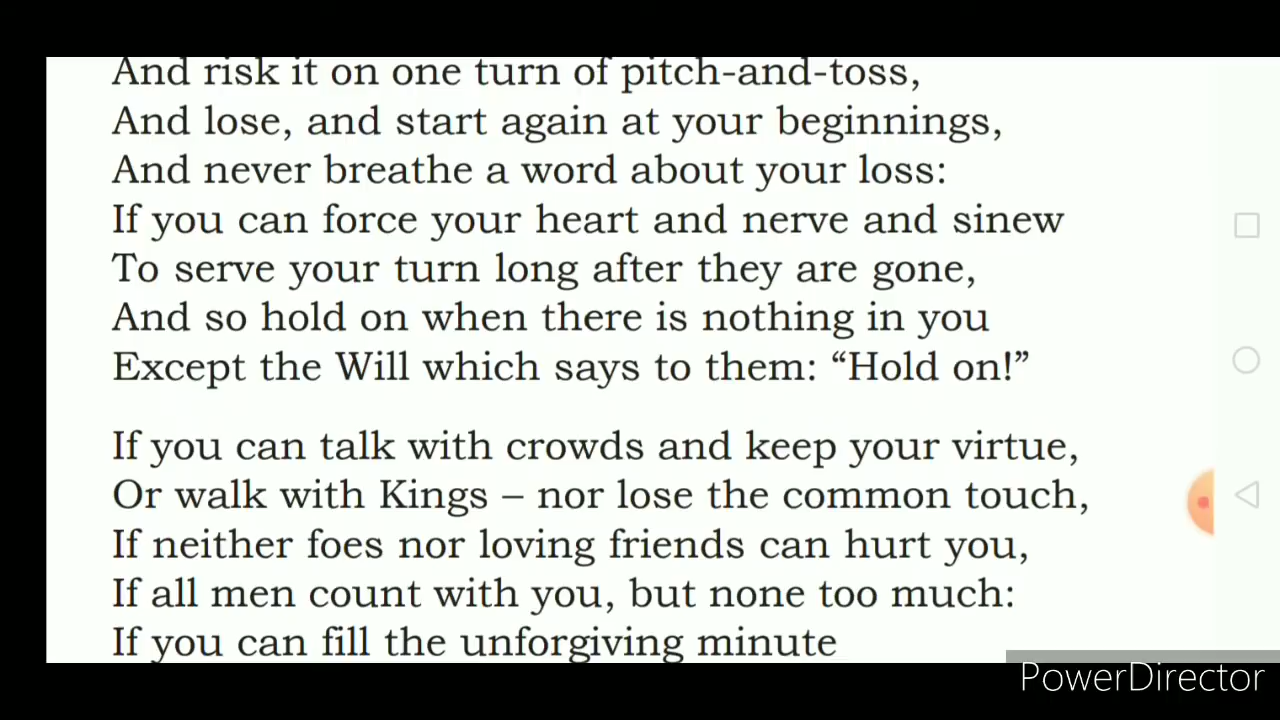 And risk it on one turn of pitch-and-toss,
And lose, and start again at your beginnings,
And never breathe a word about your loss:
If you can force your heart and nerve and sinew
To serve your turn long after they are gone,
And so hold on when there is nothing in you
Except the Will which says to them: “Hold on!”
If you can talk with crowds and keep your virtue,
Or walk with Kings – nor lose the common touch,
If neither foes nor loving friends can hurt you,
If all men count with you, but none too much:
If you can fill the unforgiving minute
PowerDirector